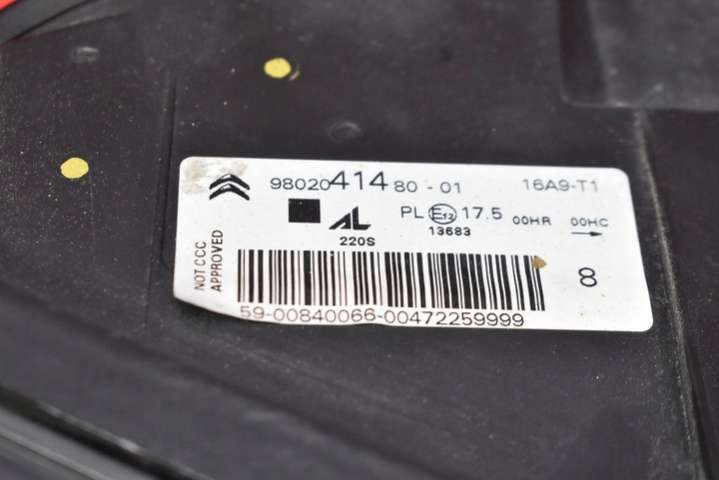 9802041480-01 16A9-T1
AL PL E12 17.5 00HR 00HC
220S 13683
NOT CCC
APPROVED
8
59-00840066-00472259999